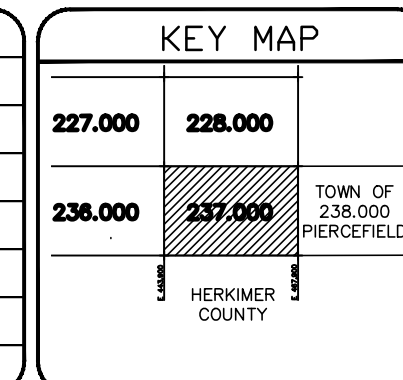 KEY MAP
227.000 228.000
236.000 237.000
TOWN OF
238.000
PIERCEFIELD
HERKIMER
COUNTY